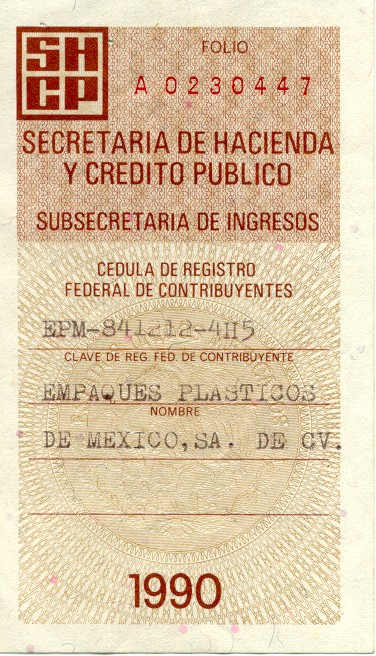 SH
CP
FOLIO
A 0230447
SECRETARIA DE HACIENDA
Y CREDITO PUBLICO
SUBSECRETARIA DE INGRESOS
CEDULA DE REGISTRO
FEDERAL DE CONTRIBUYENTES
EPM-841212-4H5
CLAVE DE REG. FED. DE CONTRIBUYENTE
EMPAQUES PLASTICOS
NOMBRE
DE MEXICO,SA. DE CV.
1990